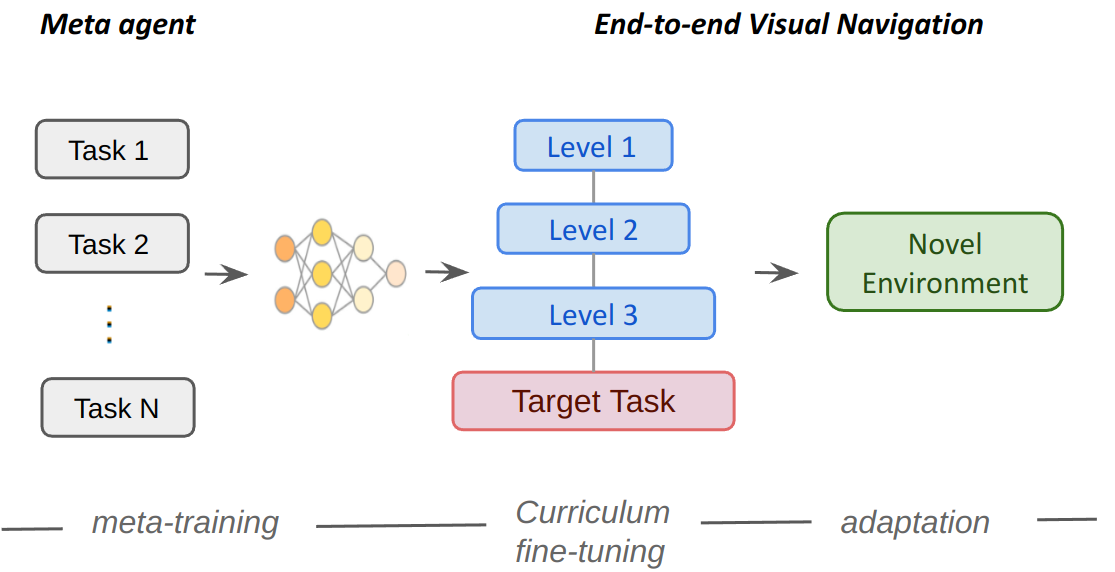 Meta agent
End-to-end Visual Navigation
Task 1
Task 2
Task N
Level 1
Level 2
Level 3
Target Task
Novel
Environment
meta-training
Curriculum
fine-tuning
adaptation